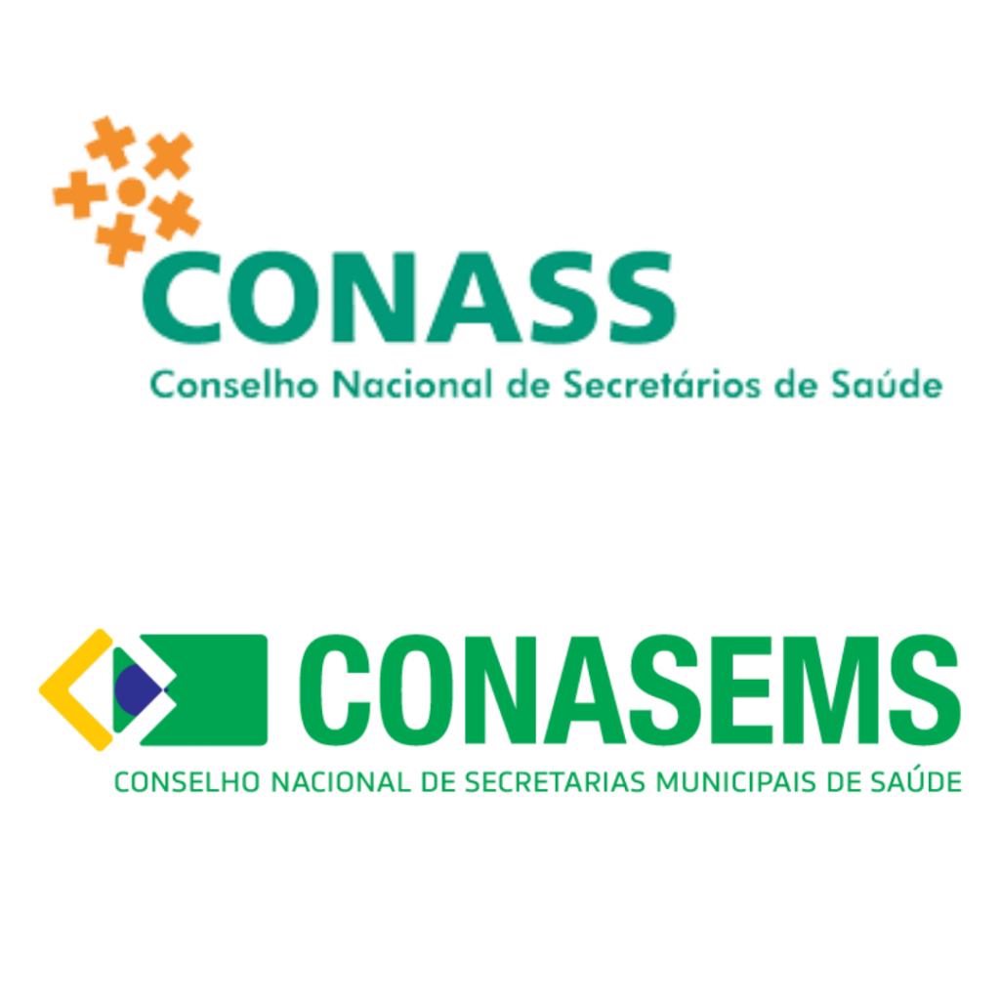 CONASS
Conselho Nacional de Secretários de Saúde
CONASEMS
CONSELHO NACIONAL DE SECRETARIAS MUNICIPAIS DE SAÚDE